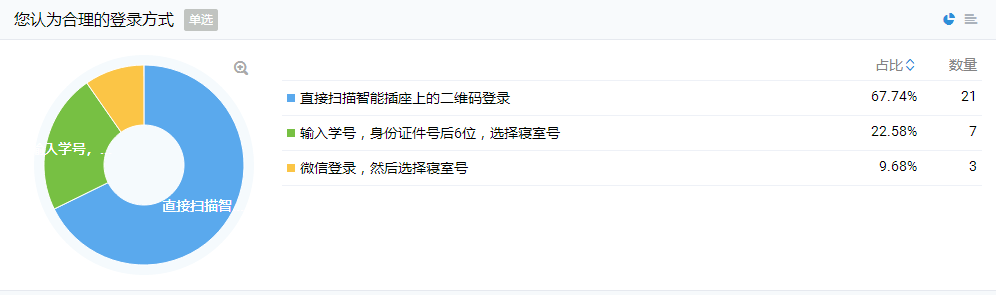 您认为合理的登录方式 单选
占比 数量
直接扫描智能插座上的二维码登录 67.74% 21
输入学号，身份证件号后6位，选择寝室号 22.58% 7
微信登录，然后选择寝室号 9.68% 3
入学号，..
直接扫描智